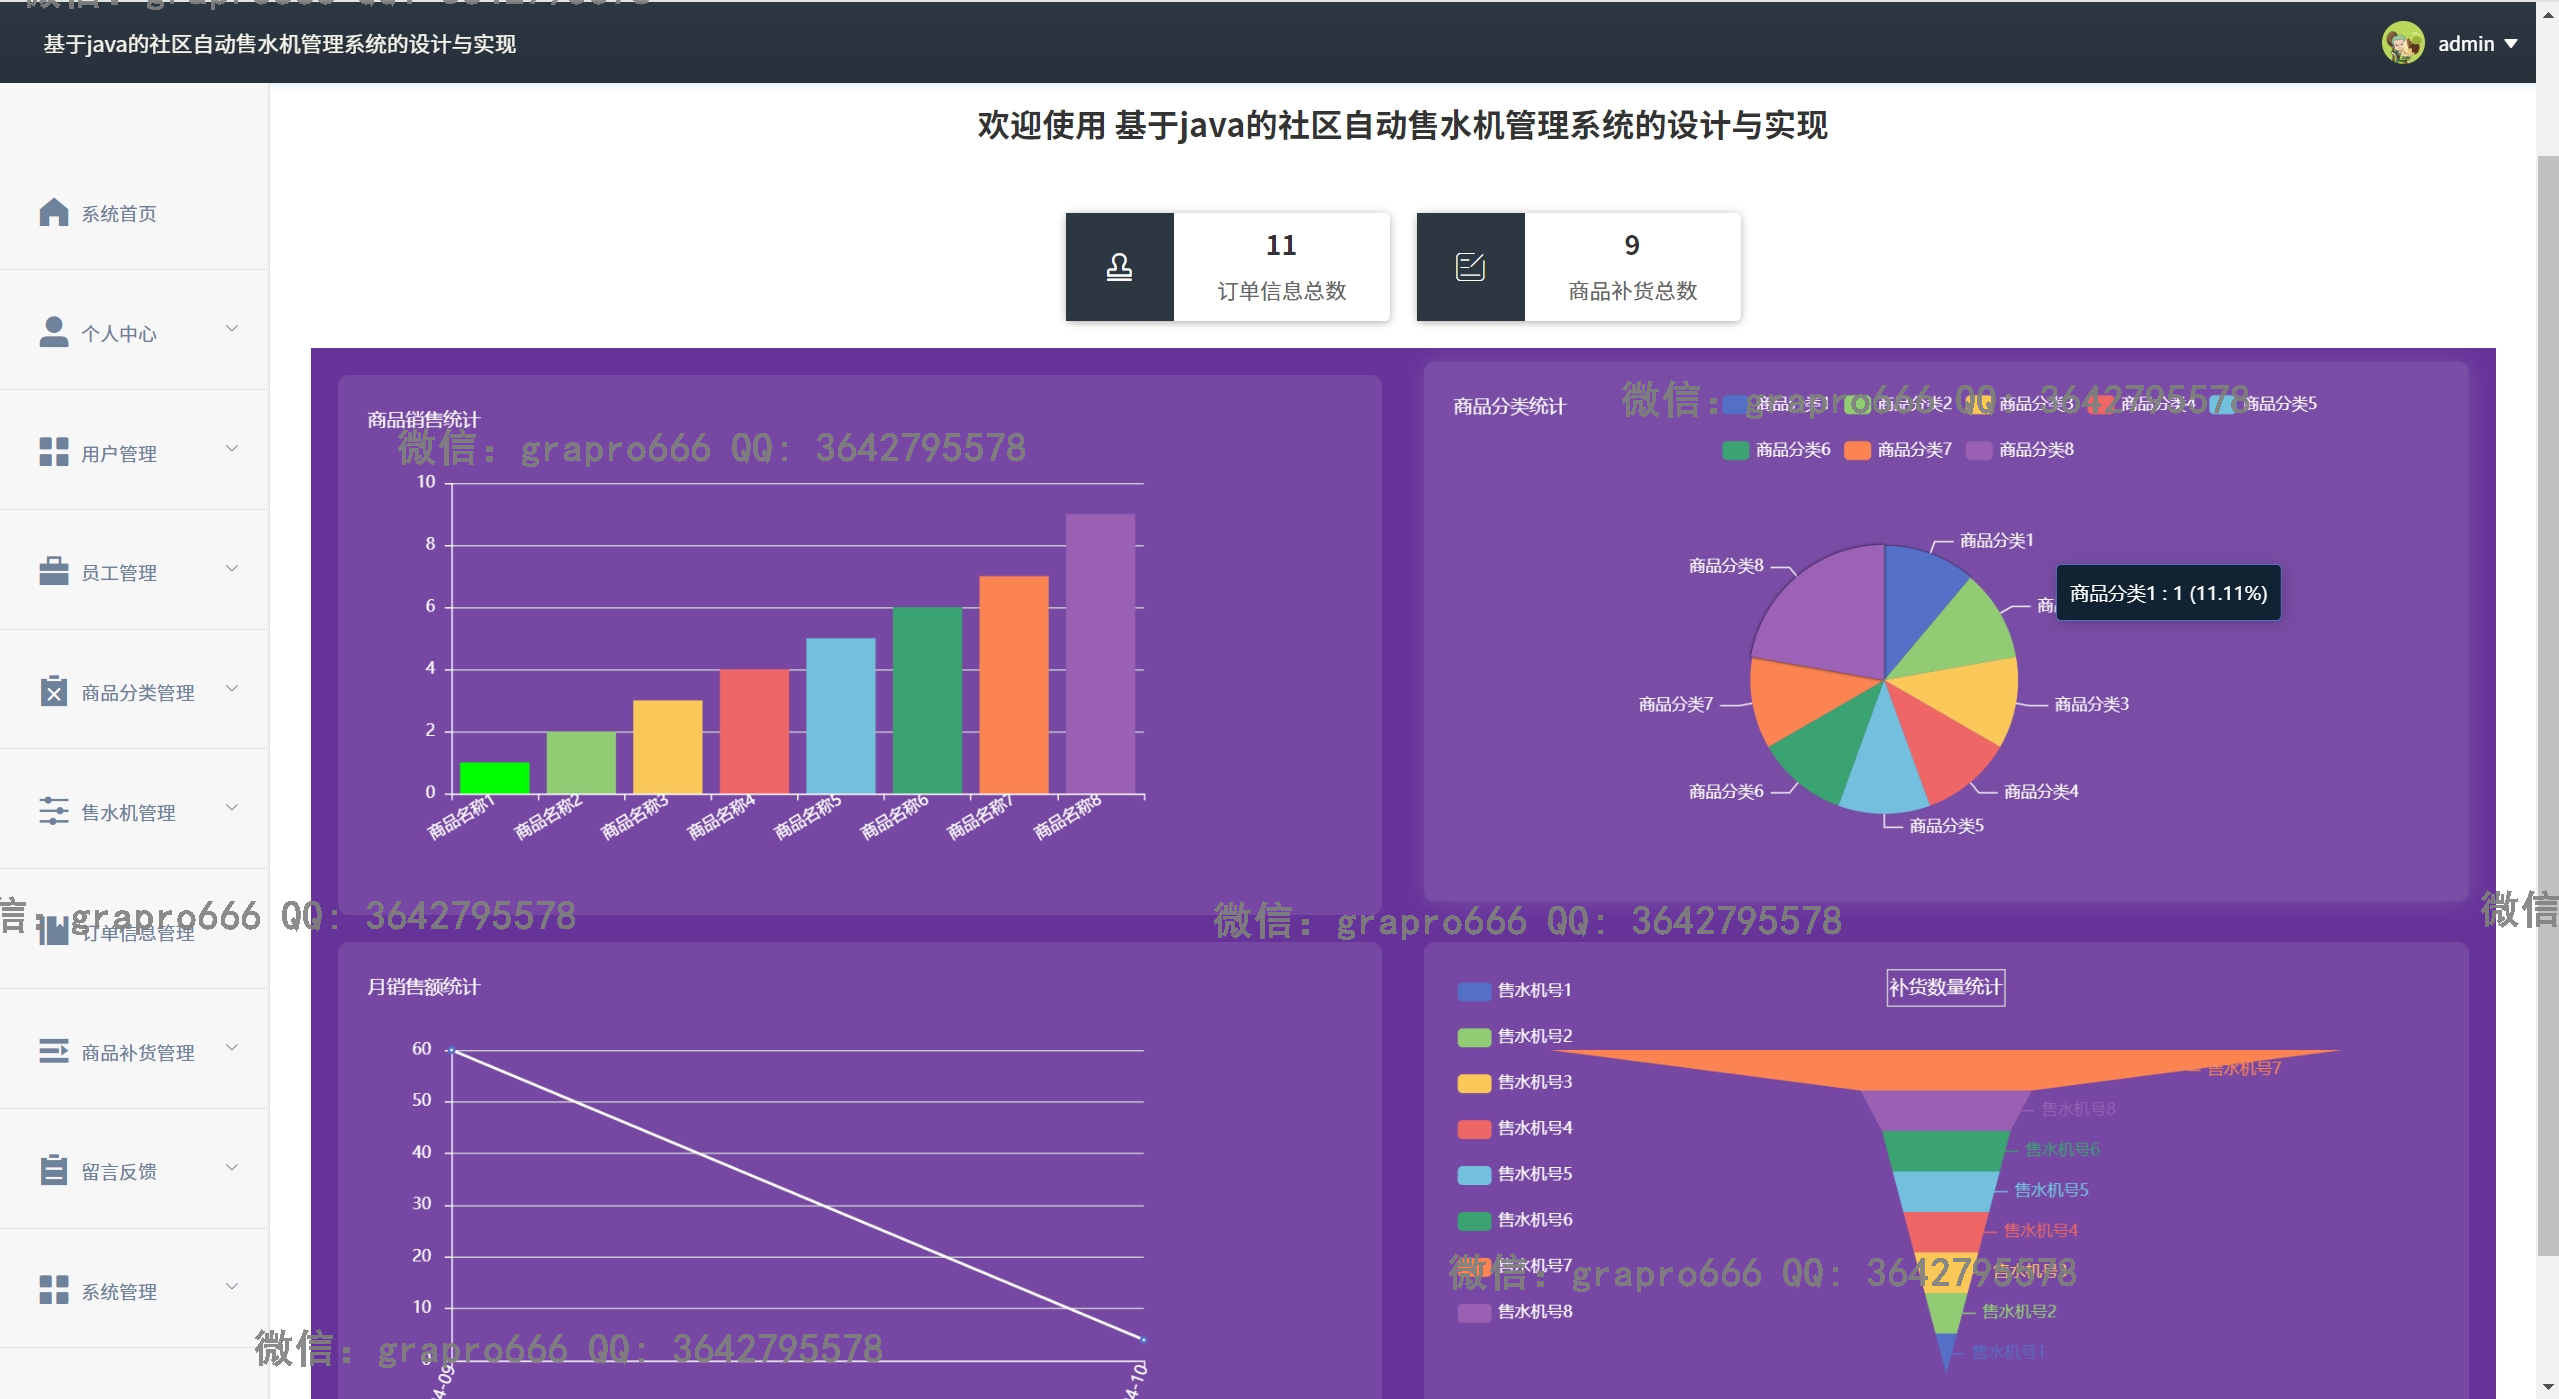 微信: grapro666 QQ: 3642795578
基于java的社区自动售水机管理系统的设计与实现
admin
欢迎使用 基于java的社区自动售水机管理系统的设计与实现
系统首页
个人中心
用户管理
员工管理
商品分类管理
售水机管理
订单信息管理
商品补货管理
留言反馈
系统管理
11
订单信息总数
9
商品补货总数
商品销售统计
微信: grapro666 QQ: 3642795578
10
8
6
4
2
0
商品名称1
商品名称2
商品名称3
商品名称4
商品名称5
商品名称6
商品名称7
商品名称8
商品分类统计
微信: grapro666 QQ: 3642795578
商品分类1 商品分类2 商品分类3 商品分类4 商品分类5
商品分类6 商品分类7 商品分类8
商品分类1
商品分类8
商
商品分类1 : 1 (11.11%)
商品分类7
商品分类3
商品分类6
商品分类4
商品分类5
信: grapro666 QQ: 3642795578
微信: grapro666 QQ: 3642795578
微信
月销售额统计
60
50
40
30
20
10
0
4-09
4-10
微信: grapro666 QQ: 3642795578
补货数量统计
售水机号1
售水机号2
售水机号3
售水机号4
售水机号5
售水机号6
售水机号7
售水机号8
售水机号7
售水机号8
售水机号6
售水机号5
售水机号4
售水机号3
售水机号2
售水机号1
微信: grapro666 QQ: 3642795578